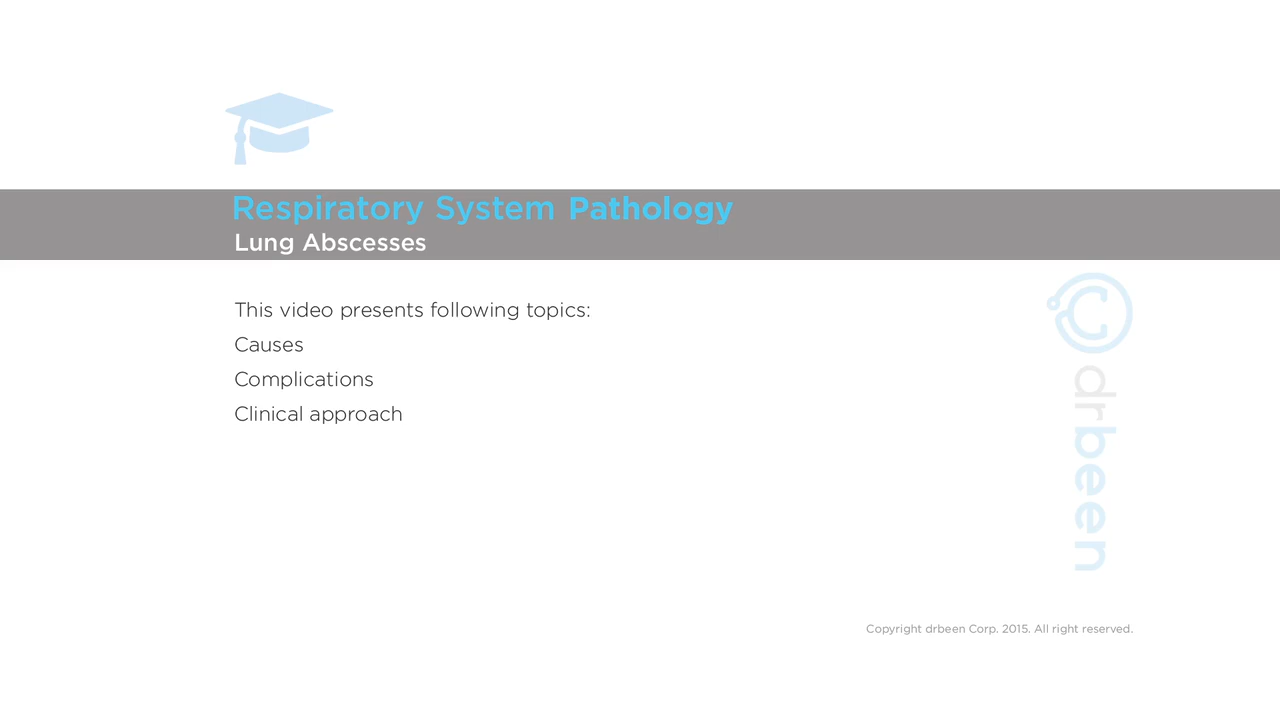 Respiratory System Pathology
Lung Abscesses
This video presents following topics:
Causes
Complications
Clinical approach
drbeen
Copyright drbeen Corp. 2015. All right reserved.